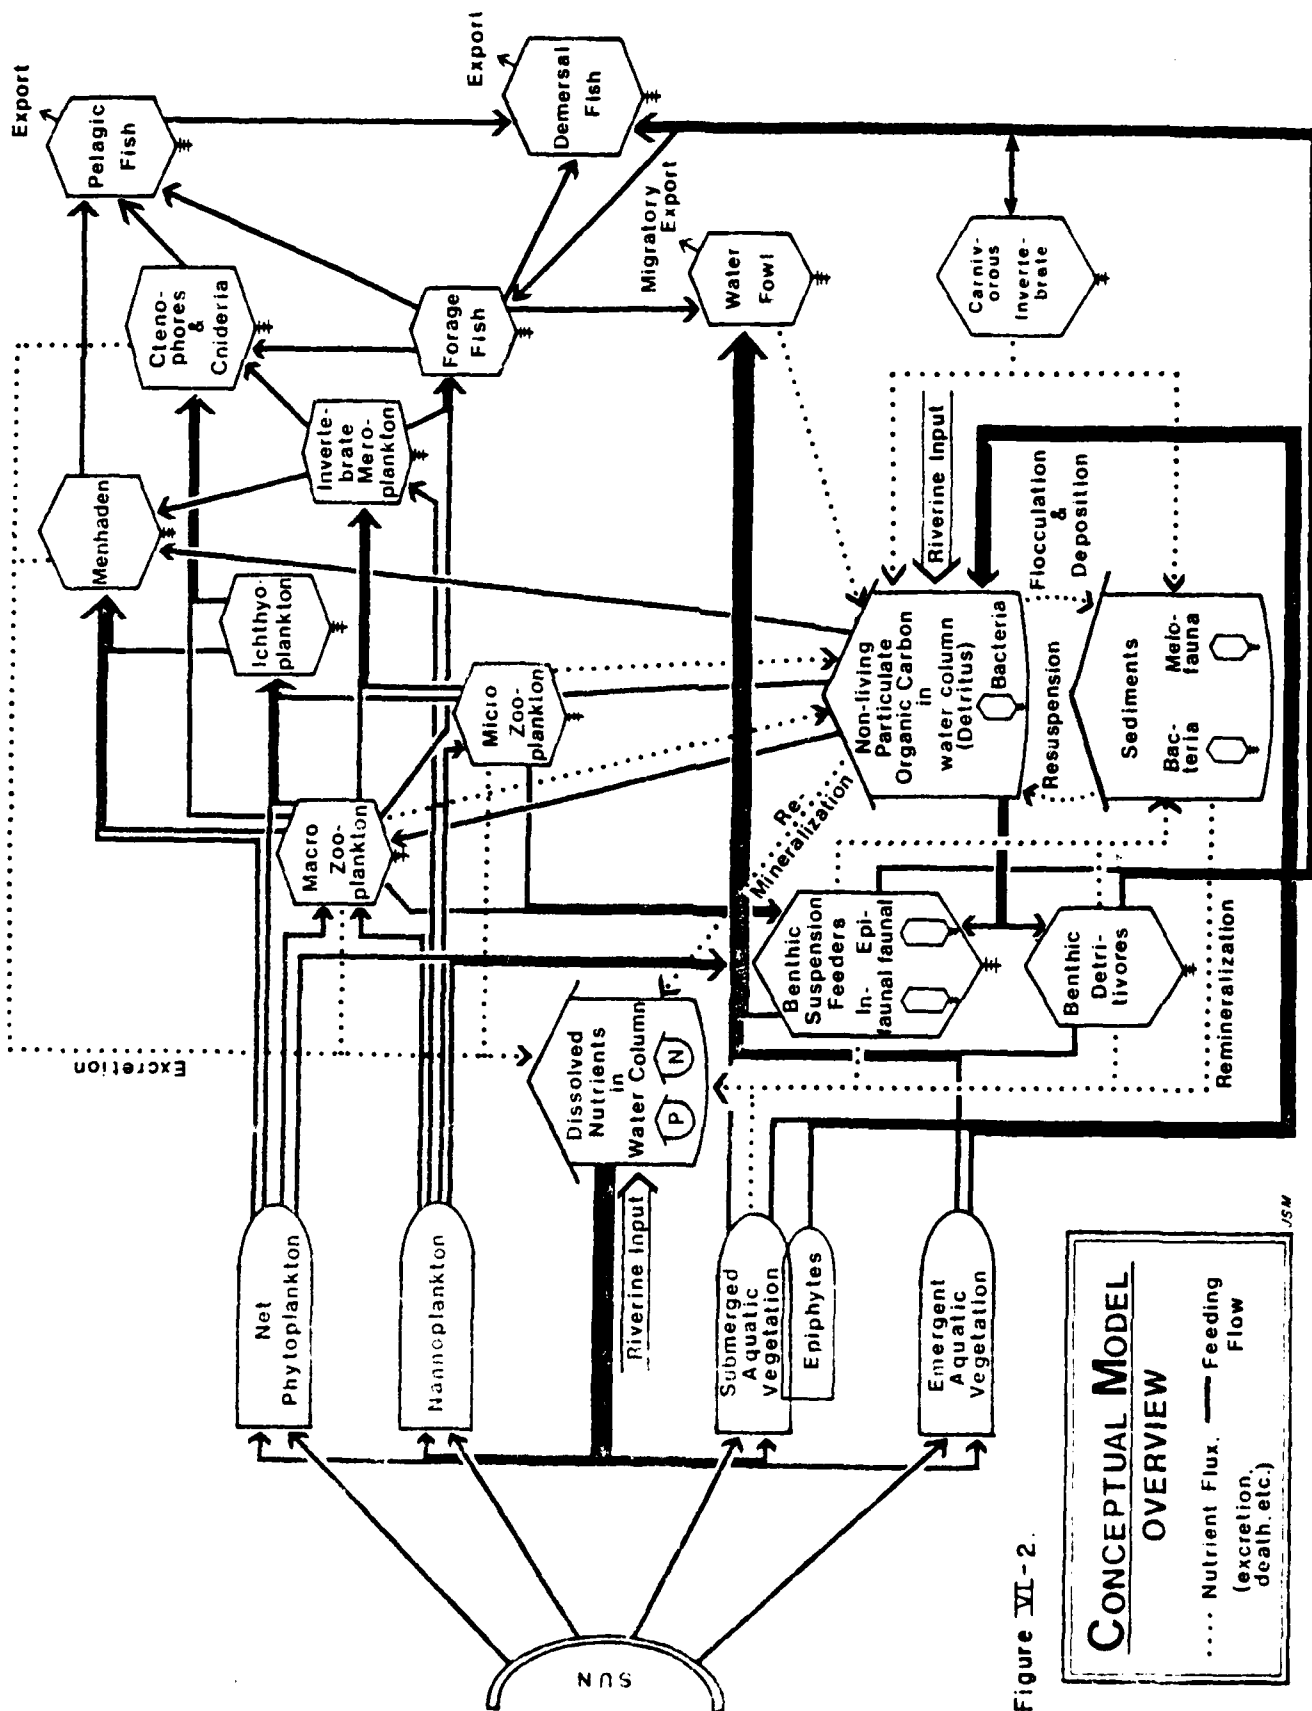 SUN
Net
Phytoplankton
Nannoplankton
Riverine Input
Submerged
Aquatic
Vegetation
Epiphytes
Emergent
Aquatic
Vegetation
Excretion
Dissolved
Nutrients
in
Water Column
P
N
Macro
Zoo-
plankton
Micro
Zoo-
plankton
Ichthyo-
plankton
Menhaden
Inverte-
brate
Mero-
plankton
Cteno-
phores
&
Cnideria
Forage
Fish
Pelagic
Fish
Export
Demersal
Fish
Export
Migratory
Export
Water
Fowl
Carniv-
orous
Inverte-
brate
Riverine Input
Non-living
Particulate
Organic Carbon
in
water column
(Detritus)
Bacteria
Re-
Mineralization
Resuspension
Flocculation
&
Deposition
Sediments
Bac-
teria
Meio-
fauna
Benthic
Suspension
Feeders
In- Epi-
faunal faunal
Benthic
Detri-
tivores
Remineralization
Figure VI-2.
CONCEPTUAL MODEL
OVERVIEW
.... Nutrient Flux. — Feeding
(excretion, Flow
death. etc.)
JSM